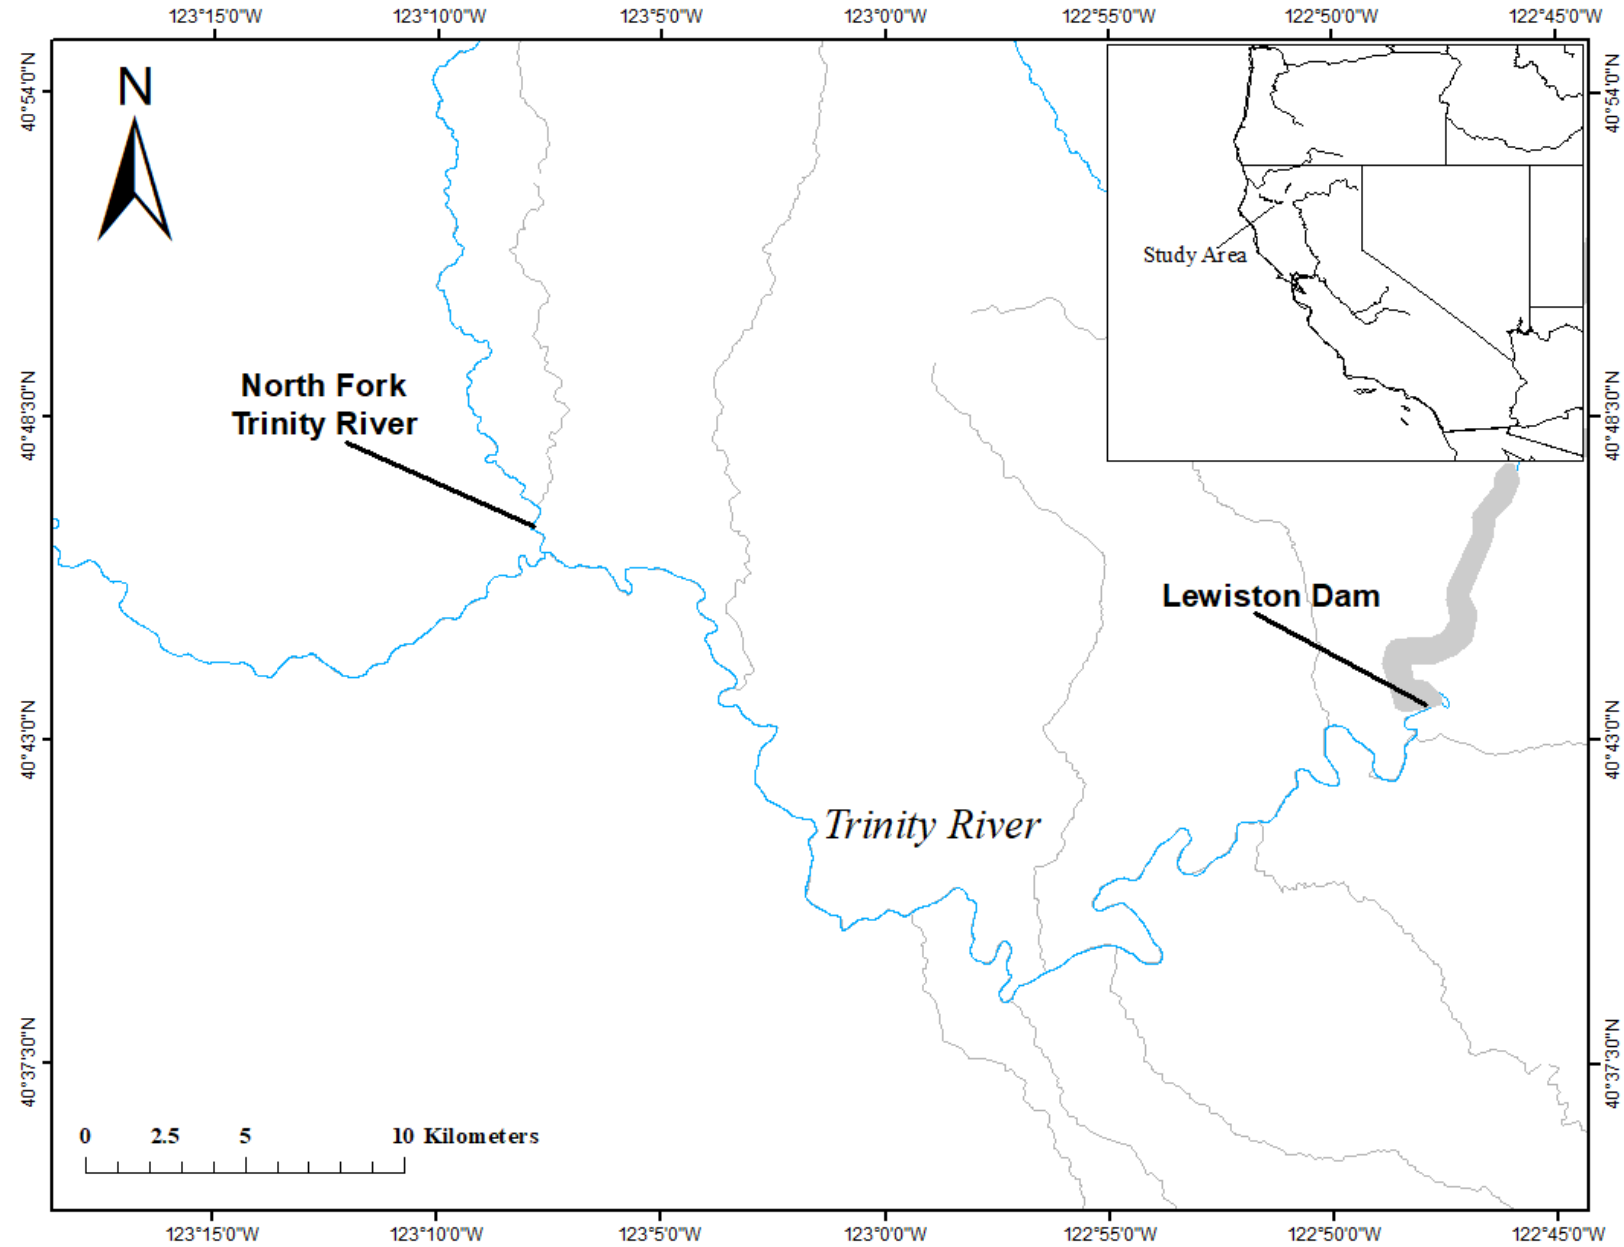 123°15'0"W 123°10'0"W 123°5'0"W 123°0'0"W 122°55'0"W 122°50'0"W 122°45'0"W
40°54'0"N
40°54'0"N
N
Study Area
North Fork
Trinity River
40°48'30"N
40°48'30"N
Lewiston Dam
40°43'0"N
40°43'0"N
Trinity River
40°37'30"N
40°37'30"N
0 2.5 5 10 Kilometers
123°15'0"W 123°10'0"W 123°5'0"W 123°0'0"W 122°55'0"W 122°50'0"W 122°45'0"W